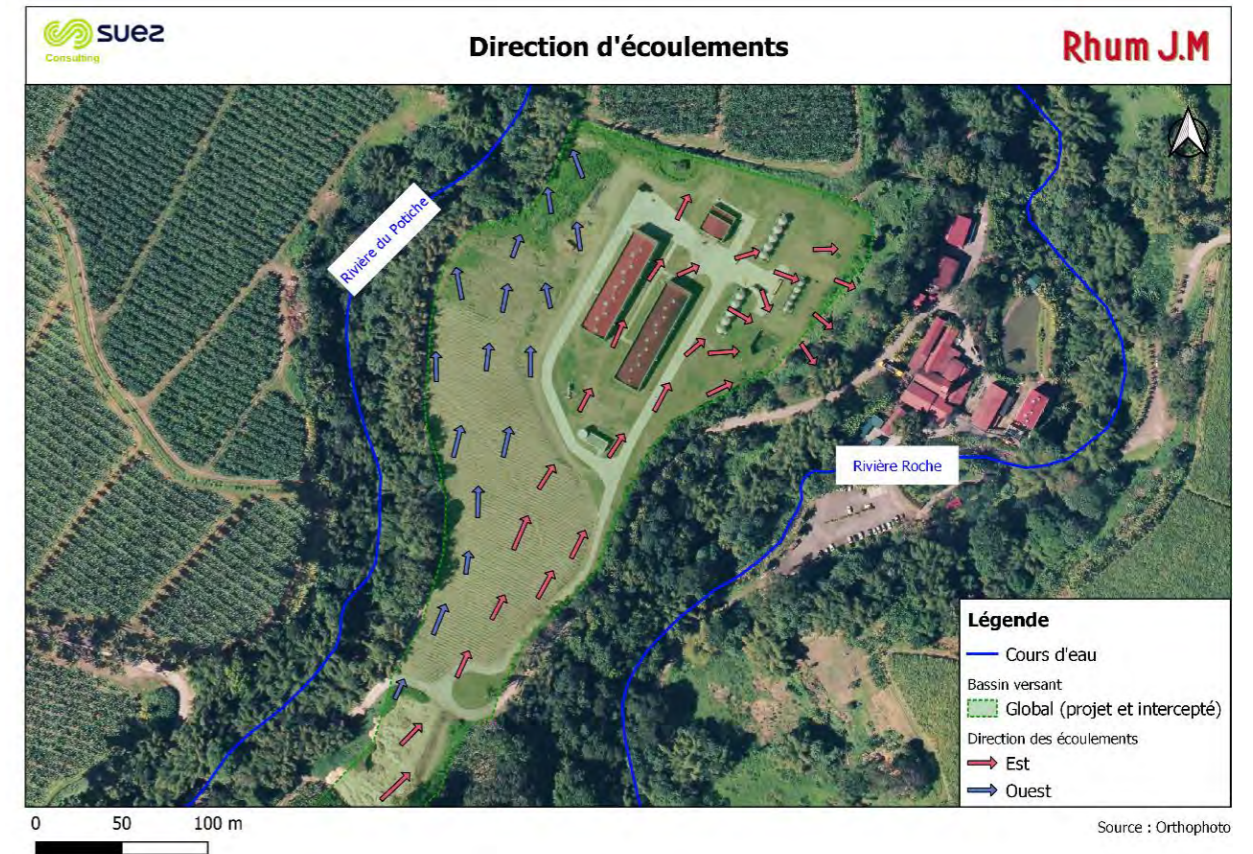 suez
Consulting
Direction d'écoulements
Rhum J.M
Rivière du Potiche
Rivière Roche
Légende
Cours d'eau
Bassin versant
Global (projet et intercepté)
Direction des écoulements
Est
Ouest
0 50 100 m
Source : Orthophoto